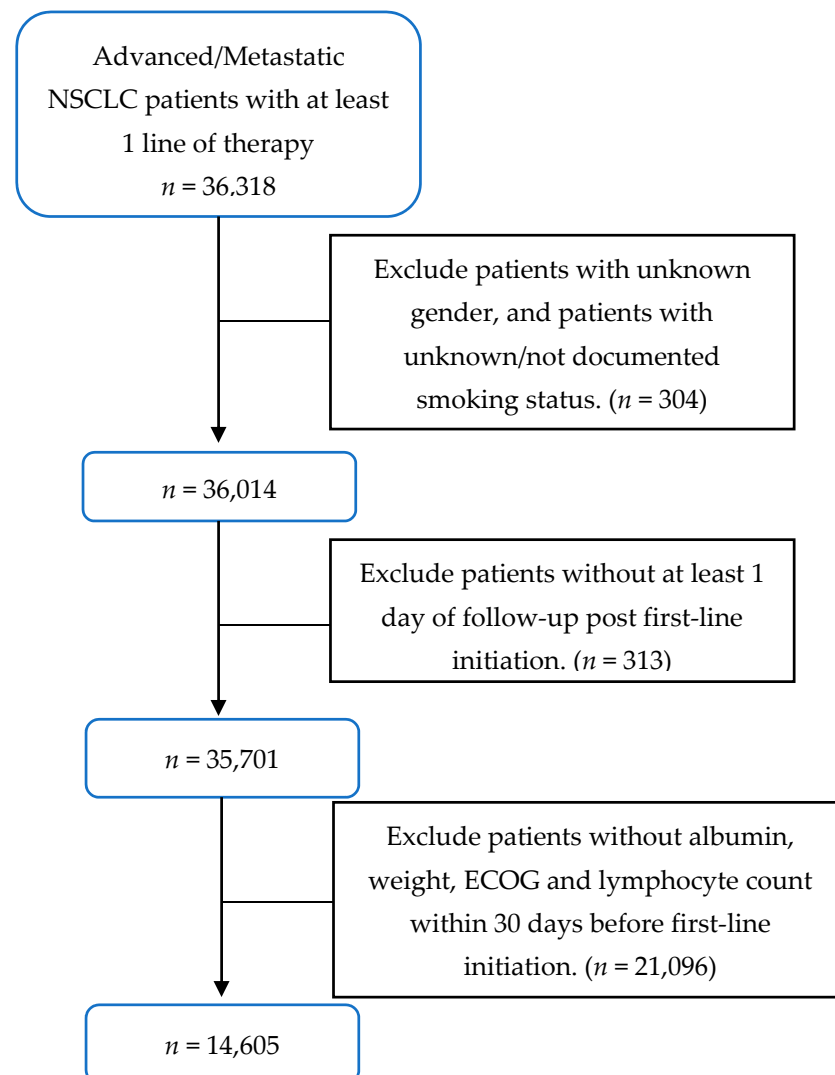 Advanced/Metastatic
NSCLC patients with at least
1 line of therapy
n = 36,318
Exclude patients with unknown
gender, and patients with
unknown/not documented
smoking status. (n = 304)
n = 36,014
Exclude patients without at least 1
day of follow-up post first-line
initiation. (n = 313)
n = 35,701
Exclude patients without albumin,
weight, ECOG and lymphocyte count
within 30 days before first-line
initiation. (n = 21,096)
n = 14,605